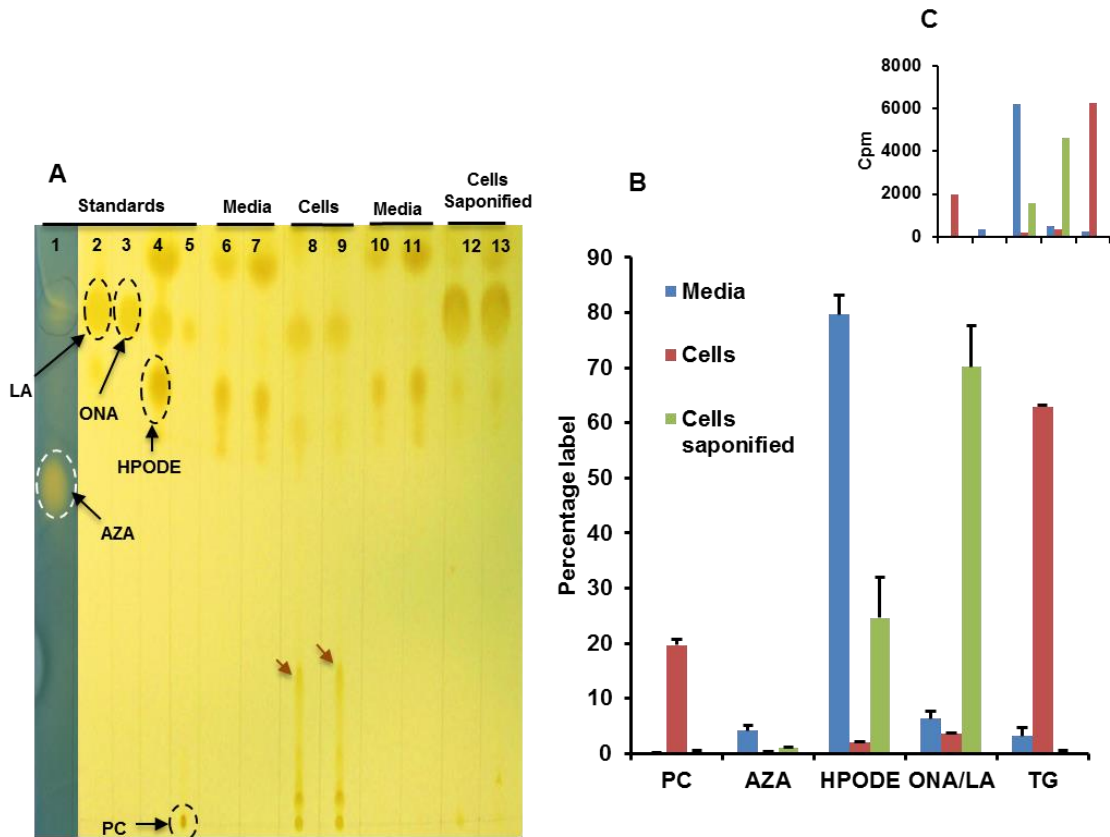 C
8000
6000
4000
2000
0
Cpm
A
Standards
Media
Cells
Media
Cells
Saponified
1 2 3 4 5 6 7 8 9 10 11 12 13
LA
ONA
HPODE
AZA
PC
B
90
80
70
60
50
40
30
20
10
0
Percentage label
Media
Cells
Cells
saponified
PC AZA HPODE ONA/LA TG